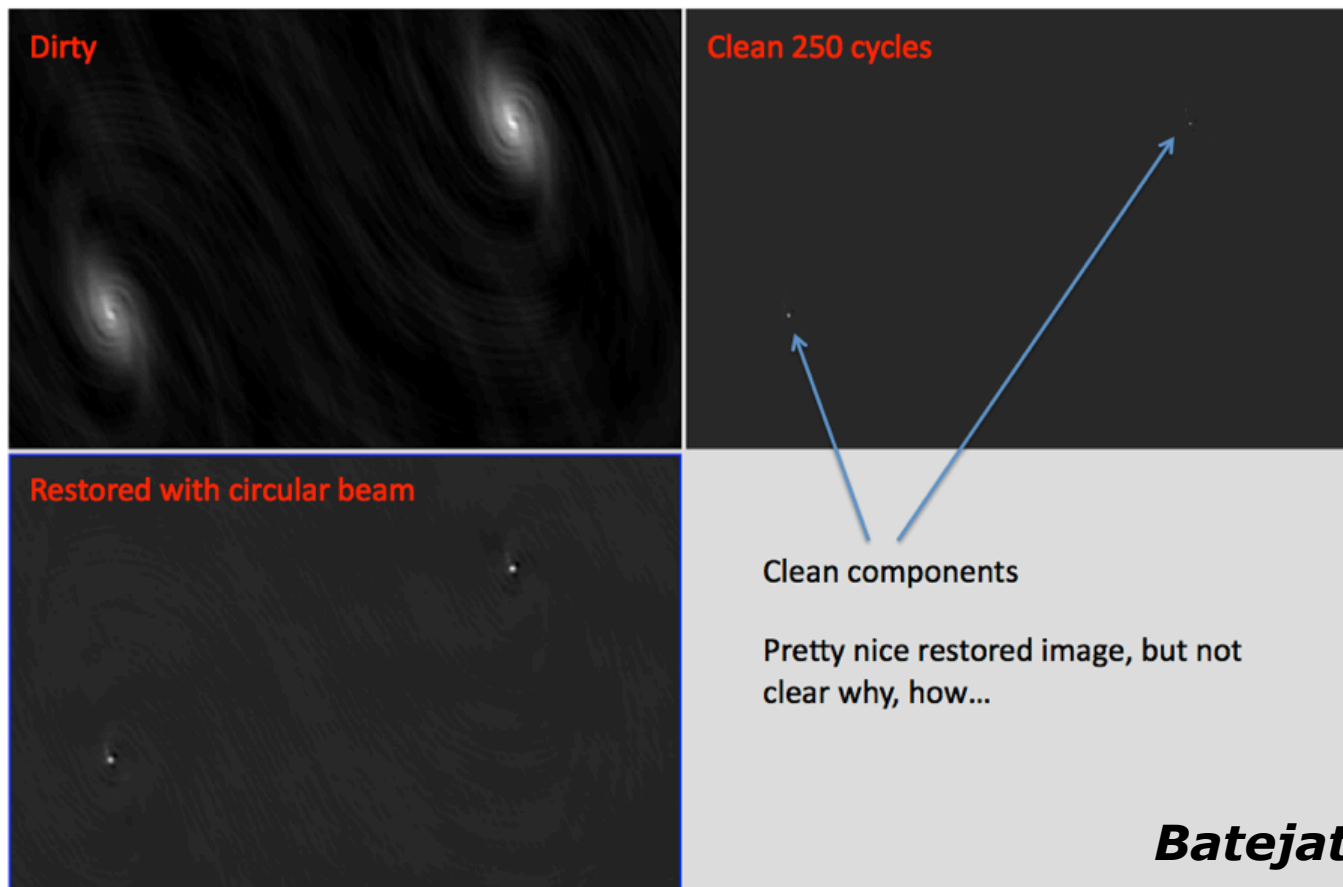 Dirty
Clean 250 cycles
Restored with circular beam
Clean components
Pretty nice restored image, but not
clear why, how...
Batejat